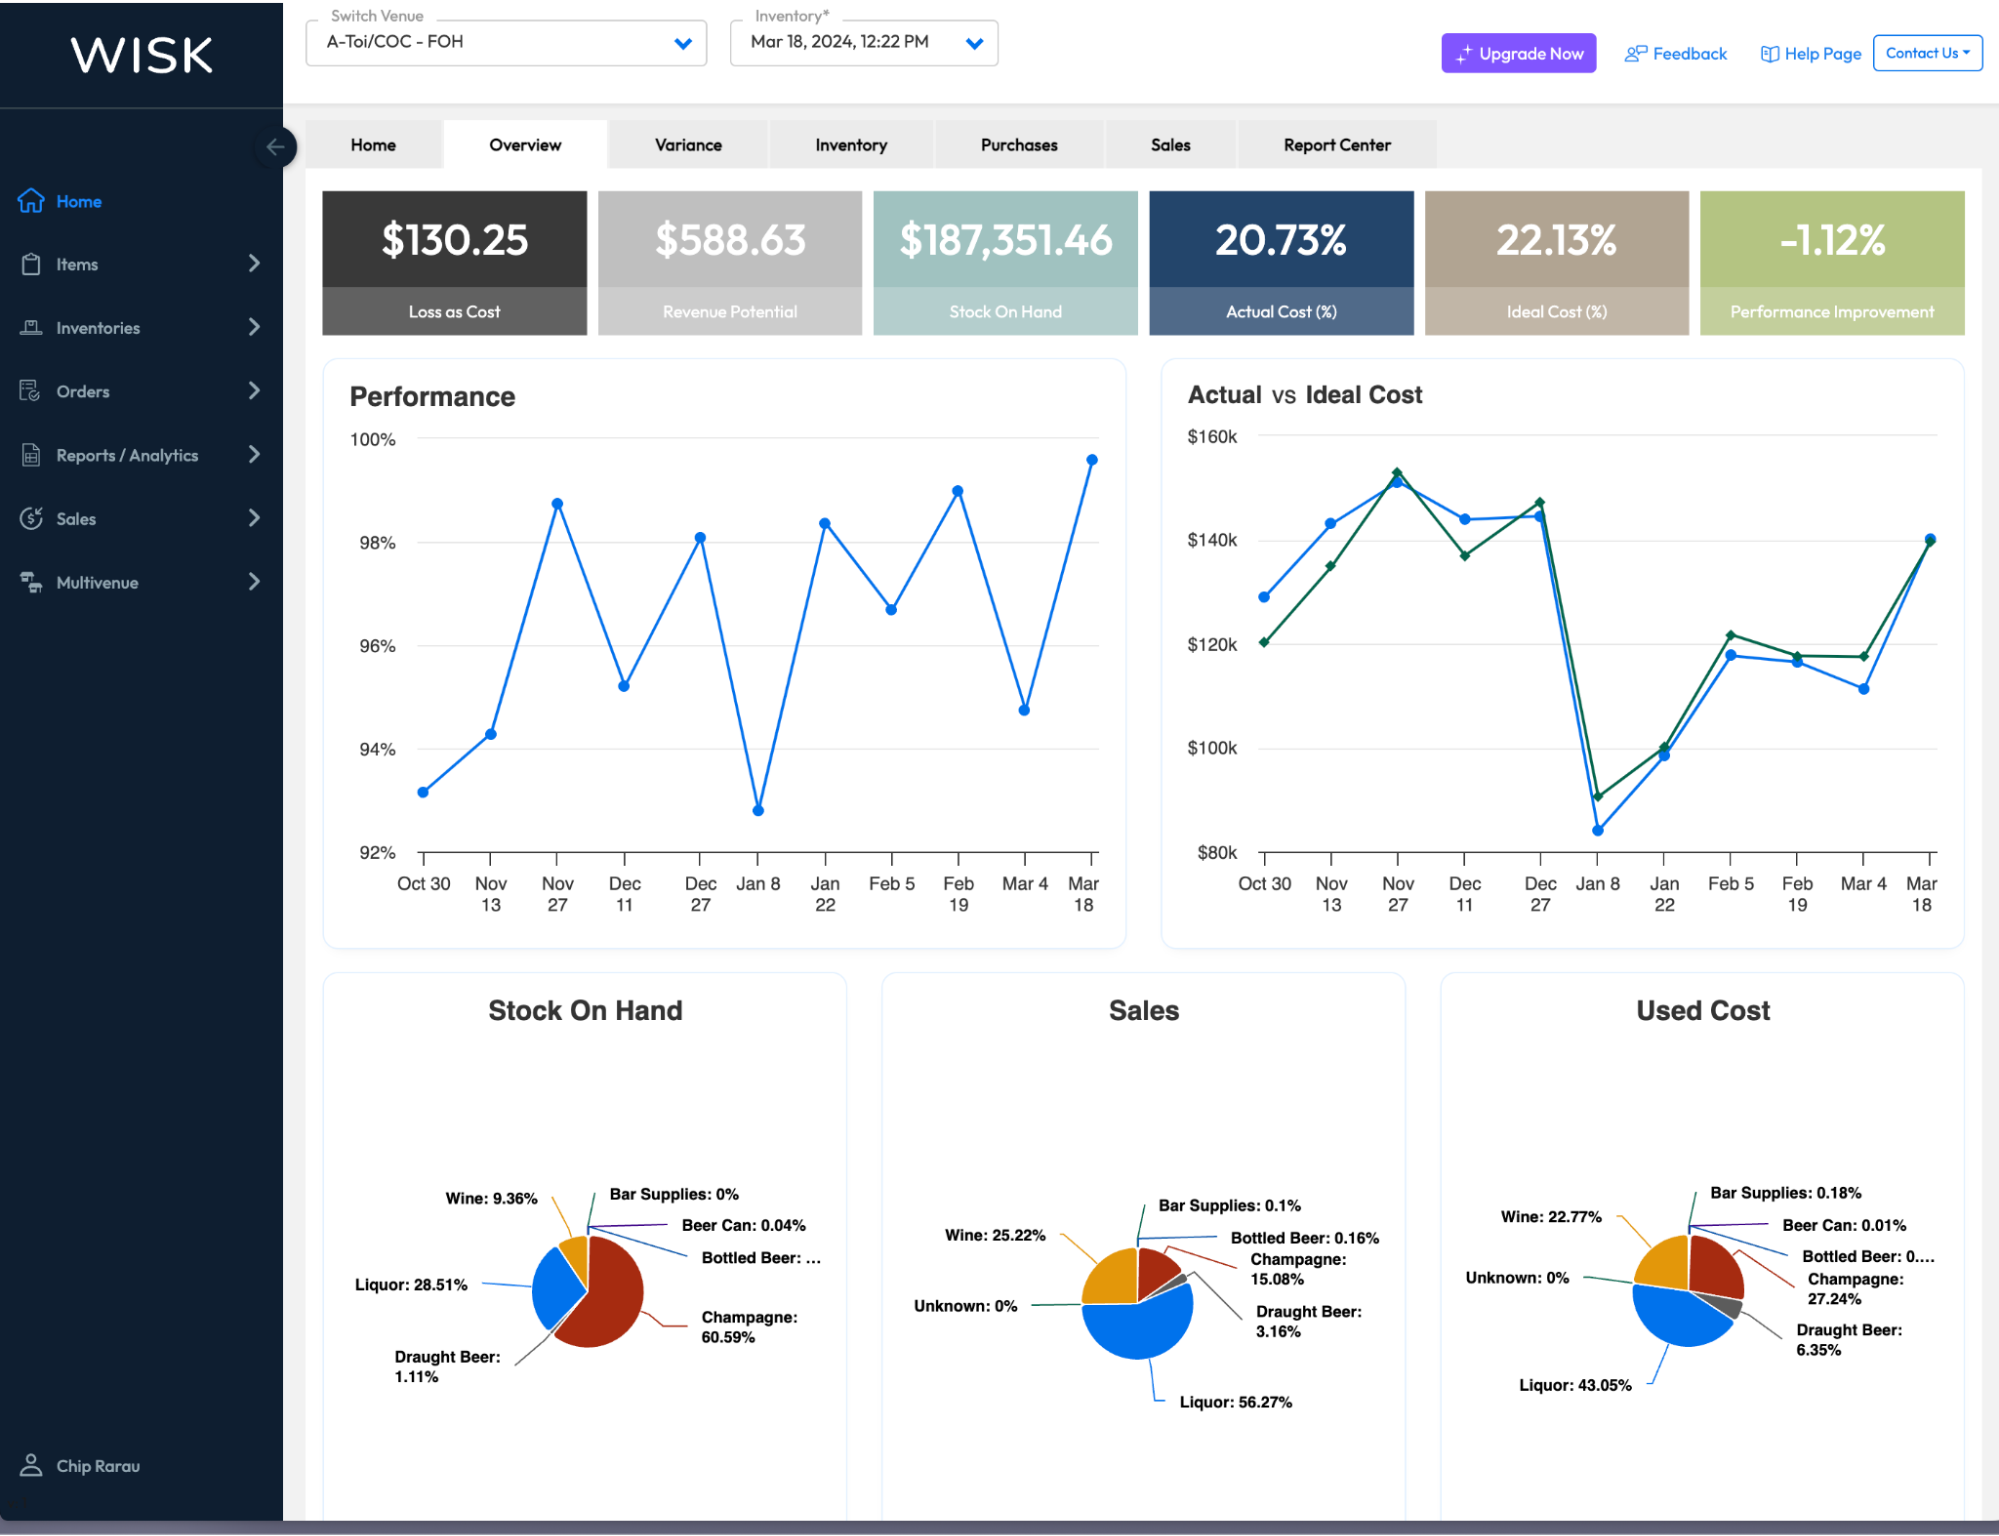 WISK
Switch Venue
A-Toi/COC - FOH
Inventory*
Mar 18, 2024, 12:22 PM
Upgrade Now
Feedback
Help Page
Contact Us
Home
Items
Inventories
Orders
Reports / Analytics
Sales
Multivenue
Chip Rarau
Home
Overview
Variance
Inventory
Purchases
Sales
Report Center
$130.25
Loss as Cost
$588.63
Revenue Potential
$187,351.46
Stock On Hand
20.73%
Actual Cost (%)
22.13%
Ideal Cost (%)
-1.12%
Performance Improvement
Performance
100%
98%
96%
94%
92%
Oct 30
Nov
13
Nov
27
Dec
11
Dec
27
Jan 8
Jan
22
Feb 5
Feb
19
Mar 4
Mar
18
Actual vs Ideal Cost
$160k
$140k
$120k
$100k
$80k
Oct 30
Nov
13
Nov
27
Dec
11
Dec
27
Jan 8
Jan
22
Feb 5
Feb
19
Mar 4
Mar
18
Stock On Hand
Wine: 9.36%
Bar Supplies: 0%
Beer Can: 0.04%
Bottled Beer: ...
Liquor: 28.51%
Champagne:
60.59%
Draught Beer:
1.11%
Sales
Bar Supplies: 0.1%
Wine: 25.22%
Bottled Beer: 0.16%
Champagne:
15.08%
Unknown: 0%
Draught Beer:
3.16%
Liquor: 56.27%
Used Cost
Bar Supplies: 0.18%
Wine: 22.77%
Beer Can: 0.01%
Bottled Beer: 0....
Unknown: 0%
Champagne:
27.24%
Draught Beer:
6.35%
Liquor: 43.05%